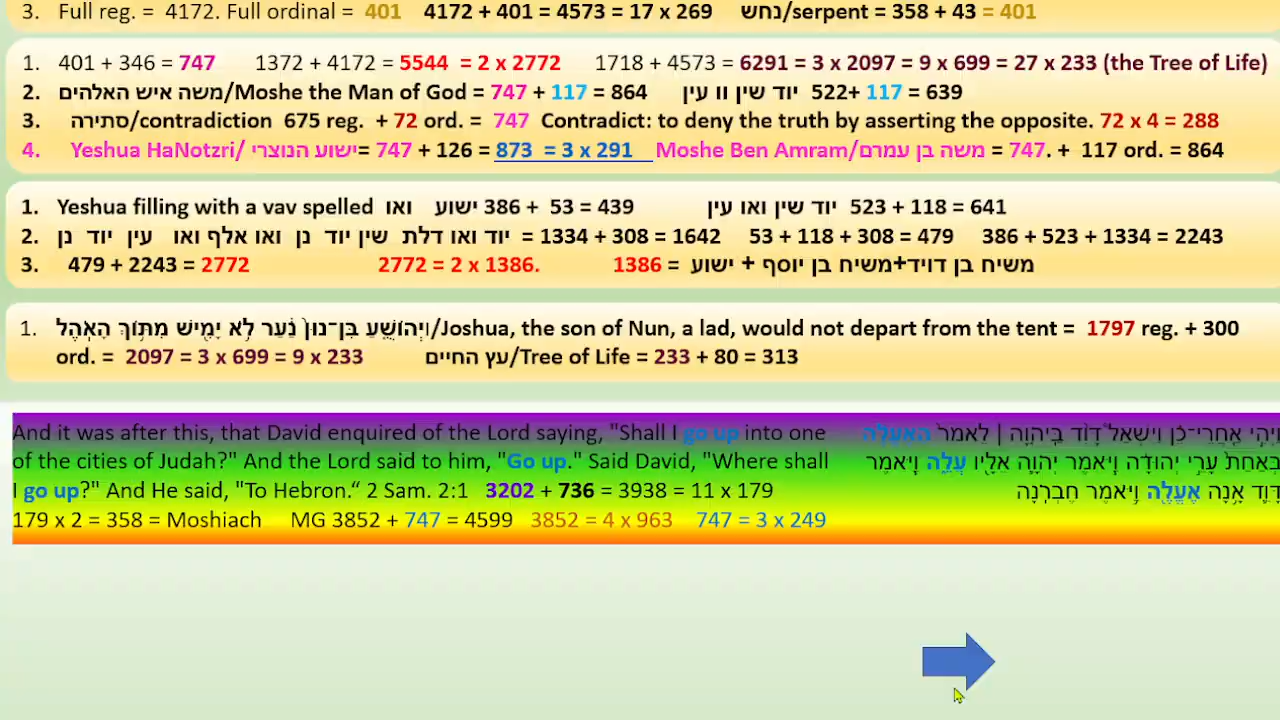 3. Full reg. = 4172. Full ordinal = 401 4172 + 401 = 4573 = 17 x 269 נחש/serpent = 358 + 43 = 401
1. 401 + 346 = 747 1372 + 4172 = 5544 = 2 x 2772 1718 + 4573 = 6291 = 3 x 2097 = 9 x 699 = 27 x 233 (the Tree of Life)
2. משה איש האלהים/Moshe the Man of God = 747 + 117 = 864 יוד שין וו עין 522+ 117 = 639
3. סתירה/contradiction 675 reg. + 72 ord. = 747 Contradict: to deny the truth by asserting the opposite. 72 x 4 = 288
4. Yeshua HaNotzri/ ישוע הנוצרי= 747 + 126 = 873 = 3 x 291 Moshe Ben Amram/משה בן עמרם = 747. + 117 ord. = 864
1. Yeshua filling with a vav spelled ואו ישוע 386 + 53 = 439 יוד שין ואו עין 523 + 118 = 641
2. יוד ואו דלת שין יוד נן ואו אלף ואו עין יוד נן = 1334 + 308 = 1642 53 + 118 + 308 = 479 386 + 523 + 1334 = 2243
3. 479 + 2243 = 2772 2772 = 2 x 1386. 1386 = משיח בן דויד+משיח בן יוסף + ישוע
1. וִיהוֹשֻׁ֤עַ בִּן־נוּן֙ נַ֔עַר לֹ֥א יָמִ֖ישׁ מִתּ֥וֹךְ הָאֹֽהֶל/Joshua, the son of Nun, a lad, would not depart from the tent = 1797 reg. + 300
ord. = 2097 = 3 x 699 = 9 x 233 עץ החיים/Tree of Life = 233 + 80 = 313
And it was after this, that David enquired of the Lord saying, "Shall I go up into one
of the cities of Judah?" And the Lord said to him, "Go up." Said David, "Where shall
I go up?" And He said, "To Hebron.“ 2 Sam. 2:1 3202 + 736 = 3938 = 11 x 179
179 x 2 = 358 = Moshiach MG 3852 + 747 = 4599 3852 = 4 x 963 747 = 3 x 249
וַיְהִ֣י אַֽחֲרֵי־כֵ֗ן וַיִּשְׁאַל֩ דָּוִ֨ד בַּֽיהֹוָ֚ה | לֵאמֹר֙ הַאֶֽעֱלֶ֗ה
בְּאַחַת֙ עָרֵ֣י יְהוּדָ֔ה וַיֹּ֧אמֶר יְהֹוָ֛ה אֵלָ֖יו עֲלֵ֑ה וַיֹּ֧אמֶר
דָּוִ֛ד אָ֥נָה אֶעֱלֶ֖ה וַיֹּ֥אמֶר חֶבְרֹֽנָה